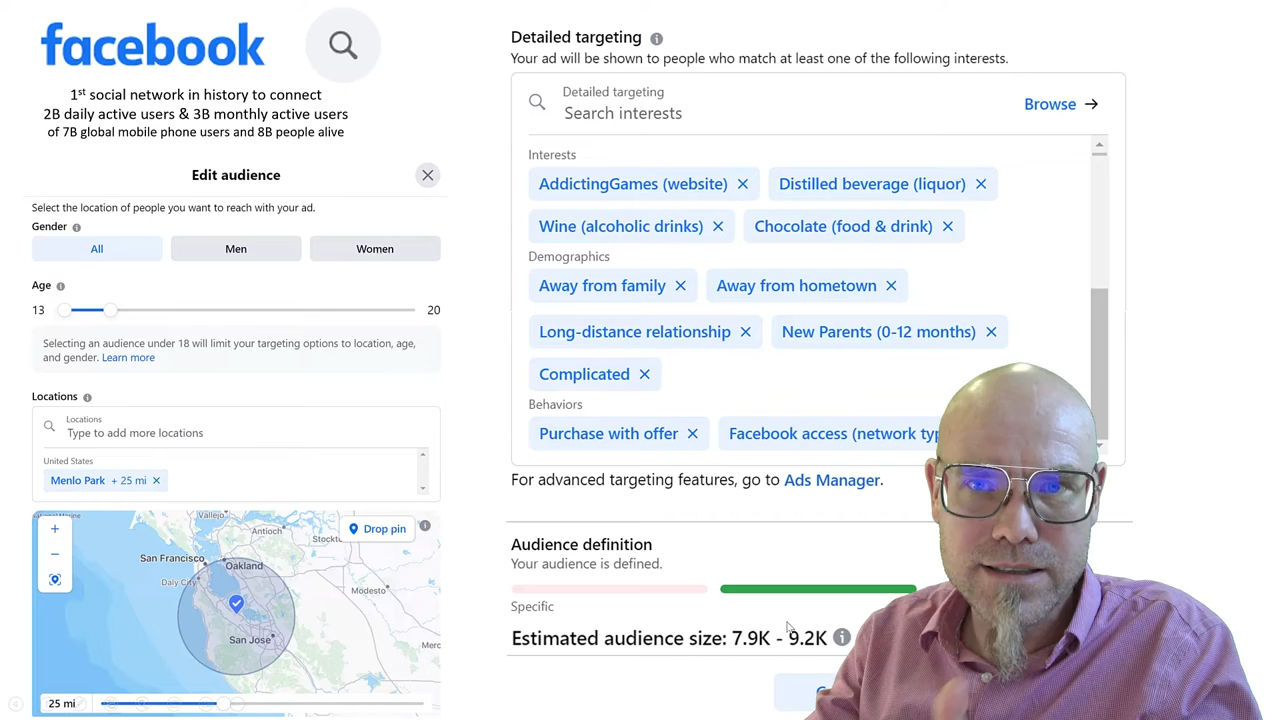 facebook
1st social network in history to connect
2B daily active users & 3B monthly active users
of 7B global mobile phone users and 8B people alive
Edit audience
Select the location of people you want to reach with your ad.
Gender
All
Men
Women
Age
13
20
Selecting an audience under 18 will limit your targeting options to location, age,
and gender. Learn more
Locations
Locations
Type to add more locations
United States
Menlo Park + 25 mi
Drop pin
Vallejo
Antioch
Stockt
San Francisco
Oakland
Daly City
Modesto
San Jose
Merc
25 mi
Detailed targeting
Your ad will be shown to people who match at least one of the following interests.
Detailed targeting
Search interests
Browse →
Interests
AddictingGames (website)
Distilled beverage (liquor)
Wine (alcoholic drinks)
Chocolate (food & drink)
Demographics
Away from family
Away from hometown
Long-distance relationship
New Parents (0-12 months)
Complicated
Behaviors
Purchase with offer
Facebook access (network typ
For advanced targeting features, go to Ads Manager.
Audience definition
Your audience is defined.
Specific
Estimated audience size: 7.9K - 9.2K